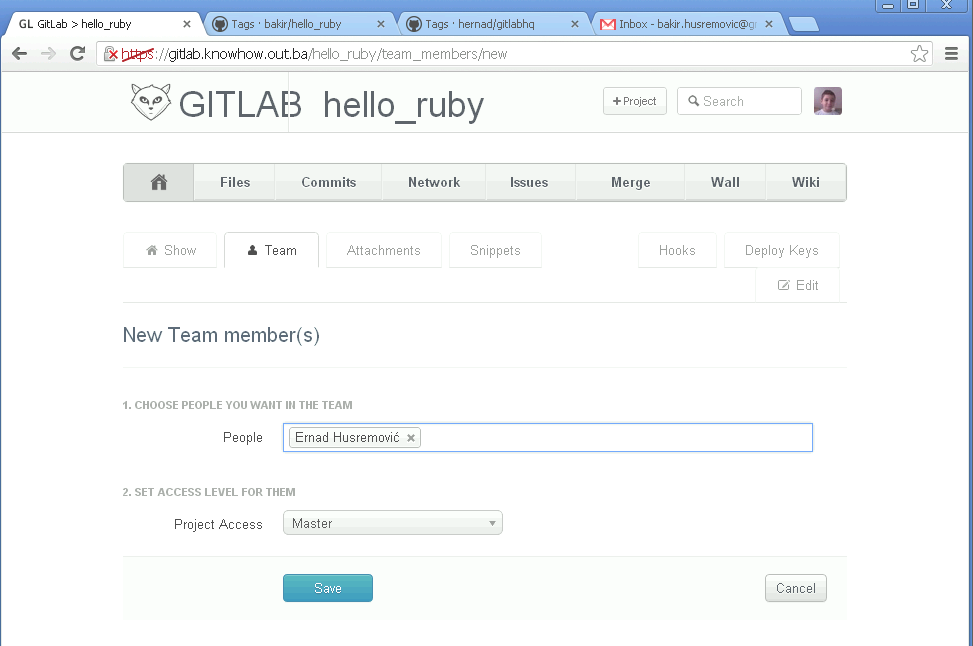 GL GitLab > hello_ruby
Tags · bakir/hello_ruby
Tags · hernad/gitlabhq
Inbox - bakir.husremovic@g
https://gitlab.knowhow.out.ba/hello_ruby/team_members/new
GITLAB hello_ruby
+Project
Search
Files Commits Network Issues Merge Wall Wiki
Show Team Attachments Snippets Hooks Deploy Keys
Edit
New Team member(s)
1. CHOOSE PEOPLE YOU WANT IN THE TEAM
People Ernad Husremović ×
2. SET ACCESS LEVEL FOR THEM
Project Access Master
Save Cancel